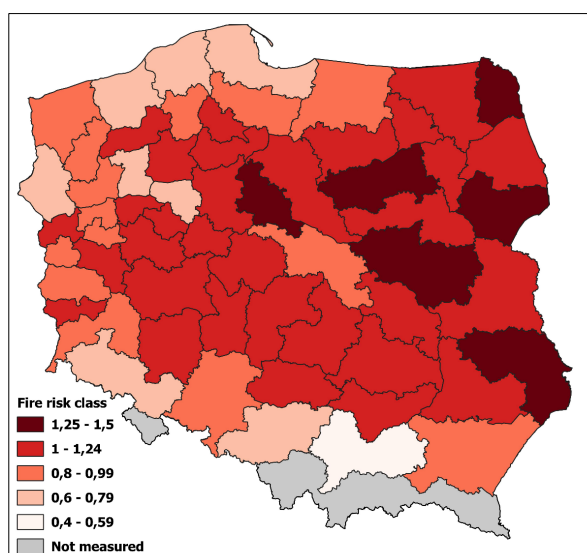 Fire risk class
1,25 - 1,5
1 - 1,24
0,8 - 0,99
0,6 - 0,79
0,4 - 0,59
Not measured